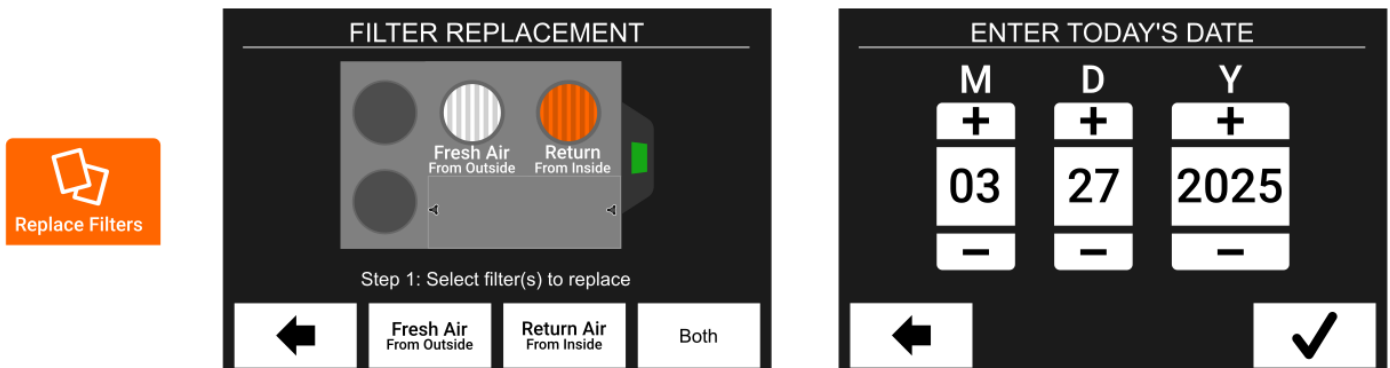 Replace Filters
FILTER REPLACEMENT
Fresh Air
From Outside
Return
From Inside
Step 1: Select filter(s) to replace
Fresh Air
From Outside
Return Air
From Inside
Both
ENTER TODAY'S DATE
M D Y
+ + +
03 27 2025
− − −